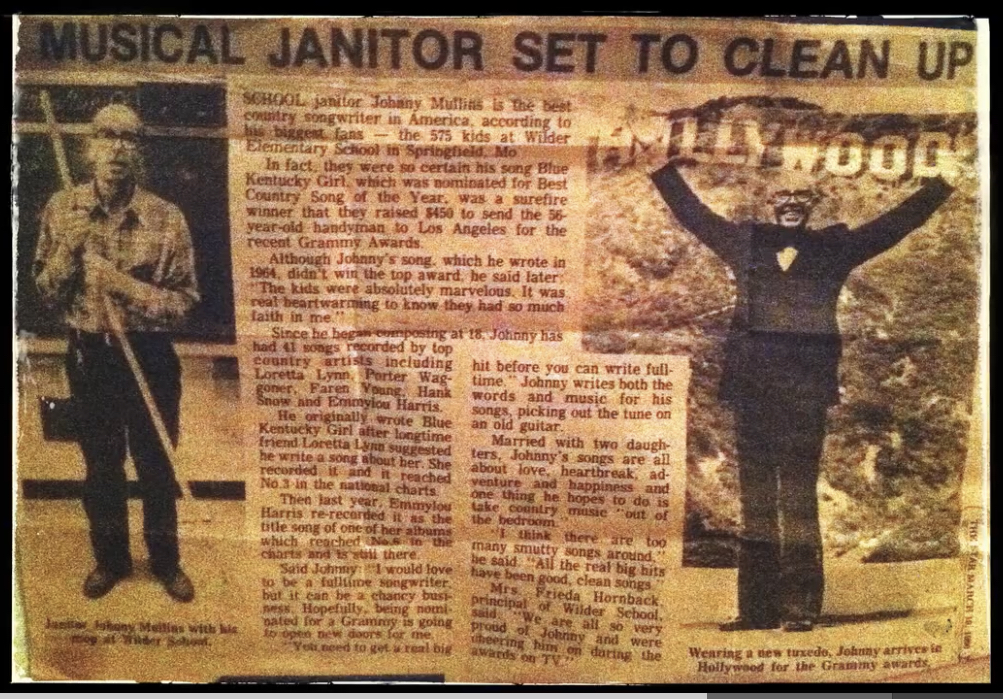 MUSICAL JANITOR SET TO CLEAN UP
SCHOOL janitor Johnny Mullins is the best
country songwriter in America, according to
his biggest fans — the 575 kids at Wilder
Elementary School in Springfield, Mo
In fact, they were so certain his song Blue
Kentucky Girl, which was nominated for Best
Country Song of the Year, was a surefire
winner that they raised $450 to send the 56-
year-old handyman to Los Angeles for the
recent Grammy Awards.
Although Johnny's song, which he wrote in
1964, didn't win the top award, he said later:
"The kids were absolutely marvelous. It was
real heartwarming to know they had so much
faith in me."
Since he began composing at 18, Johnny has
had 41 songs recorded by top
country artists including
Loretta Lynn, Porter Wag-
goner, Faren Young, Hank
Snow and Emmylou Harris.
He originally wrote Blue
Kentucky Girl after longtime
friend Loretta Lynn suggested
he write a song about her. She
recorded it and it reached
No.3 in the national charts.
Then last year, Emmylou
Harris re-recorded it as the
title song of one of her albums
which reached in the
charts and is still there.
Said Johnny: "I would love
to be a fulltime songwriter,
but it can be a chancy busi-
ness. Hopefully, being nomi-
nated for a Grammy is going
to open new doors for me.
"You need to get a real big
hit before you can write full-
time." Johnny writes both the
words and music for his
songs, picking out the tune on
an old guitar.
Married with two daugh-
ters, Johnny's songs are all
about love, heartbreak, ad-
venture and happiness and
one thing he hopes to do is
take country music "out of
the bedroom."
"I think there are too
many smutty songs around,"
he said. "All the real big hits
have been good, clean songs."
Mrs. Frieda Hornback,
principal of Wilder School,
said: "We are all so very
proud of Johnny and were
cheering him on during the
awards on TV."
Janitor Johnny Mullins with his
mop at Wilder School.
HOLLYWOOD
Wearing a new tuxedo, Johnny arrives in
Hollywood for the Grammy awards.
THE STAR MARCH